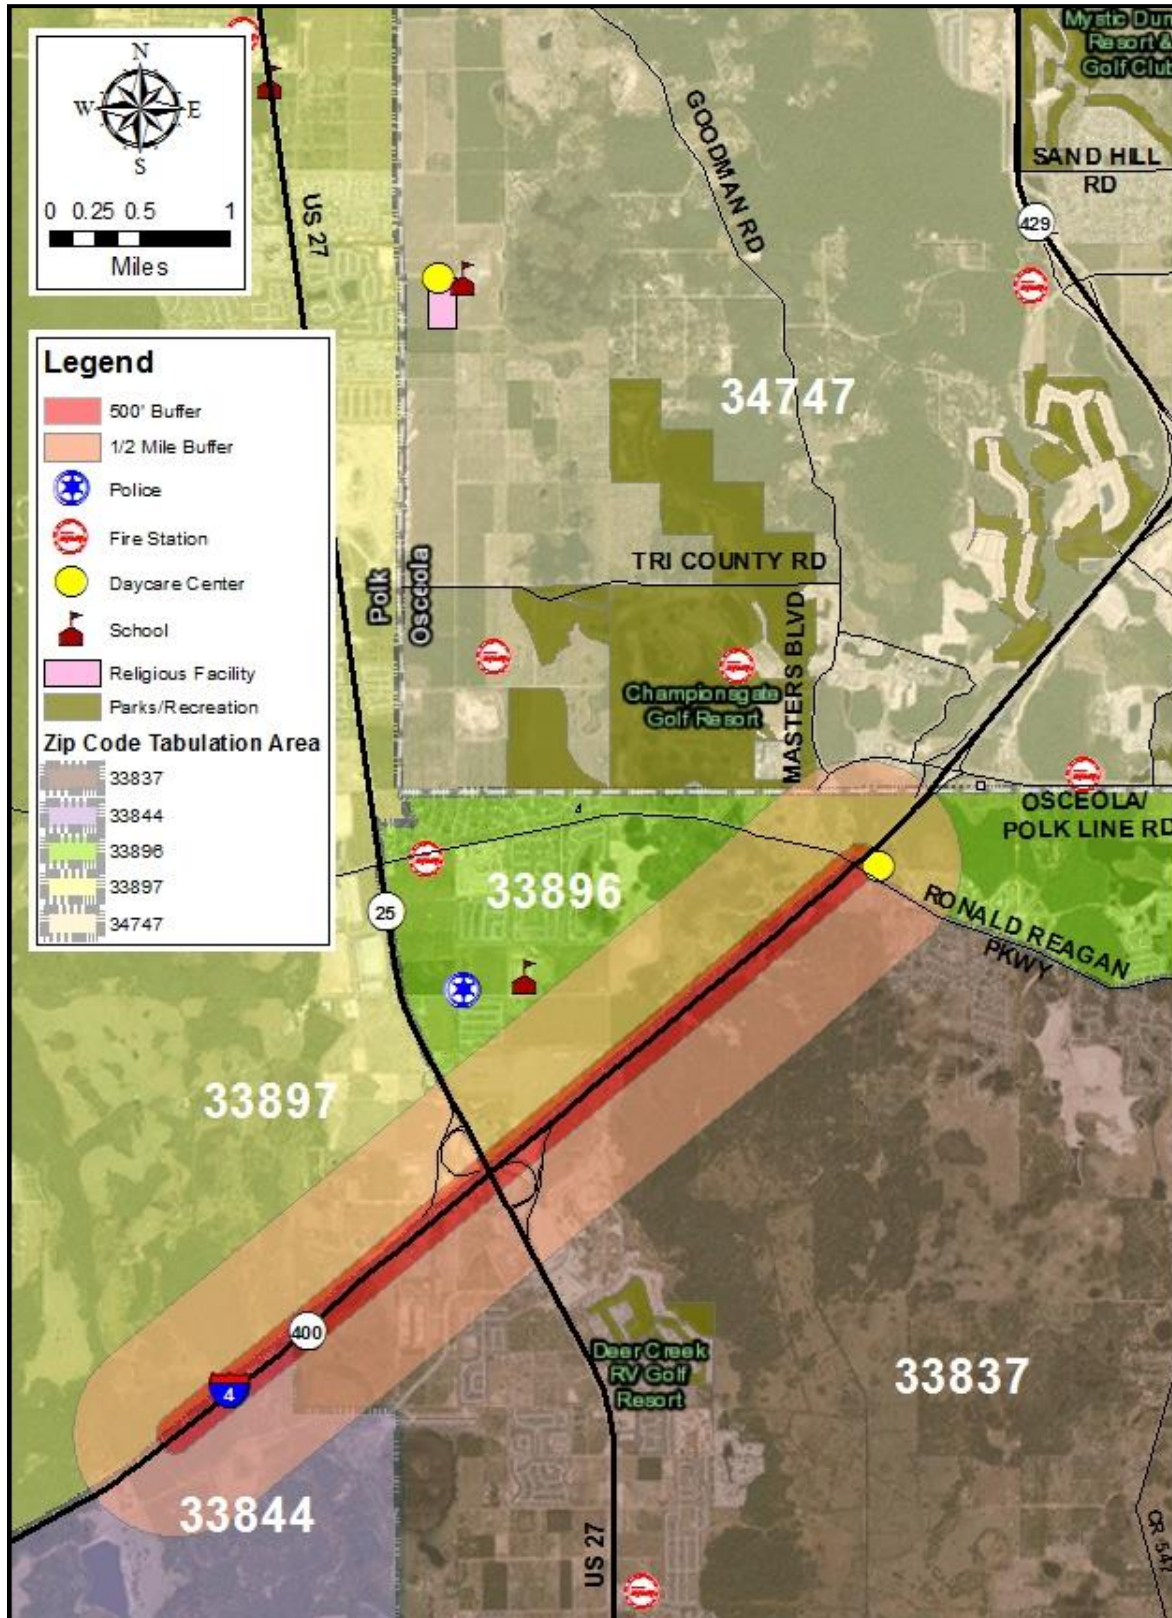 N
W E
S
0 0.25 0.5 1
Miles
Legend
500' Buffer
1/2 Mile Buffer
Police
Fire Station
Daycare Center
School
Religious Facility
Parks/Recreation
Zip Code Tabulation Area
33837
33844
33896
33897
34747
US 27
GOODMAN RD
Resort &
Golf Club
SAND HILL
RD
429
34747
Polk
Osceola
TRI COUNTY RD
MASTERS BLVD
Championsgate
Golf Resort
OSCEOLA/
POLK LINE RD
4
33896
25
RONALD REAGAN
PKWY
33897
400
4
Deer Creek
RV Golf
Resort
33837
33844
US 27
CR 547